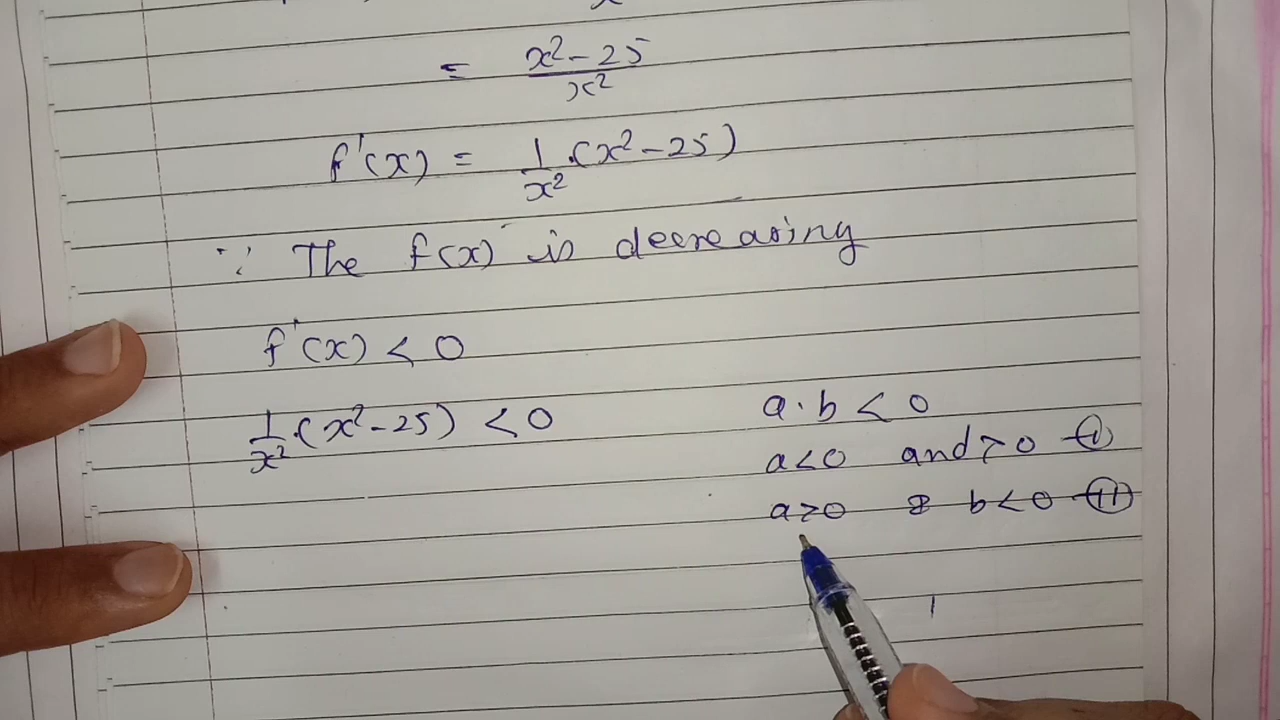 = x²-25 / x²
f'(x) = 1/x² .(x²-25)
∵ The f(x) is decreasing
f'(x) < 0
1/x² .(x²-25) < 0
a.b < 0
a<0 and >0 -(I)
a>0 & b<0 -(II)